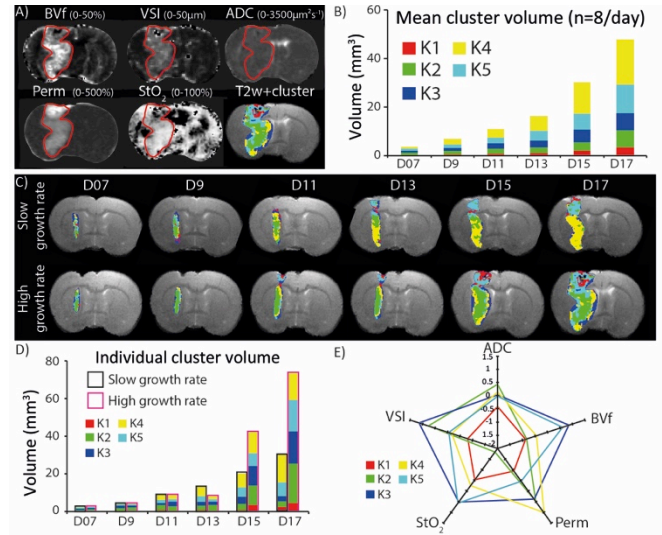 A) BVf (0-50%) VSI (0-50µm) ADC (0-3500µm²s⁻¹)
Perm (0-500%) StO₂ (0-100%) T2w+cluster
B) Mean cluster volume (n=8/day)
Volume (mm³)
60
40
20
0
K1 K4
K2 K5
K3
D07 D9 D11 D13 D15 D17
C) D07 D9 D11 D13 D15 D17
Slow
growth rate
High
growth rate
D) Individual cluster volume
Volume (mm³)
80
60
40
20
0
Slow growth rate
High growth rate
K1 K4
K2 K5
K3
D07 D9 D11 D13 D15 D17
E) ADC
1.5
1
0.5
0
-0.5
-1
-1.5
-2
VSI BVf
StO₂ Perm
K1 K4
K2 K5
K3